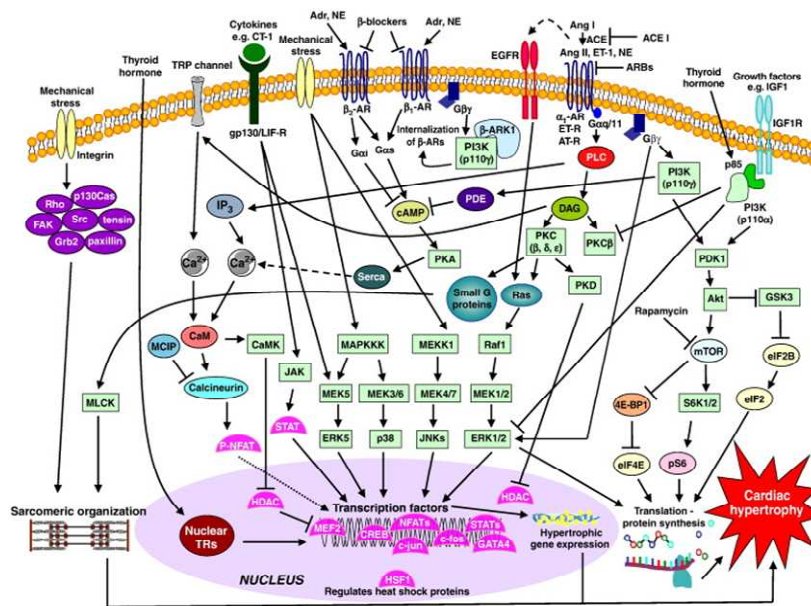 Cytokines
e.g. CT-1
Adr, NE
β-blockers
Adr, NE
Ang I
ACE
ACE I
Ang II, ET-1, NE
ARBs
EGFR
Thyroid
hormone
TRP channel
Mechanical
stress
Mechanical
stress
Integrin
gp130/LIF-R
β2-AR
β1-AR
Gβγ
α1-AR
ET-R
AT-R
Gαq/11
Gβγ
Thyroid
hormone
Growth factors
e.g. IGF1
IGF1R
p85
PI3K
(p110α)
Internalization
of β-ARs
β-ARK1
PI3K
(p110γ)
Gαi
Gαs
PLC
PI3K
(p110γ)
Rho
p130Cas
FAK
Src
tensin
Grb2
paxillin
IP3
cAMP
PDE
DAG
PKC
(β, δ, ε)
PKCβ
Ca2+
Ca2+
PKA
Serca
Small G
proteins
Ras
PKD
PDK1
Akt
GSK3
Rapamycin
mTOR
eIF2B
MCIP
CaM
CaMK
Calcineurin
JAK
MAPKKK
MEKK1
Raf1
MLCK
MEK5
MEK3/6
MEK4/7
MEK1/2
4E-BP1
S6K1/2
eIF2
P-NFAT
STAT
ERK5
p38
JNKs
ERK1/2
eIF4E
pS6
HDAC
HDAC
Sarcomeric organization
Nuclear
TRs
Transcription factors
MEF2
CREB
NFATs
c-jun
c-fos
STATs
GATA4
Hypertrophic
gene expression
Translation -
protein synthesis
Cardiac
hypertrophy
NUCLEUS
HSF1
Regulates heat shock proteins